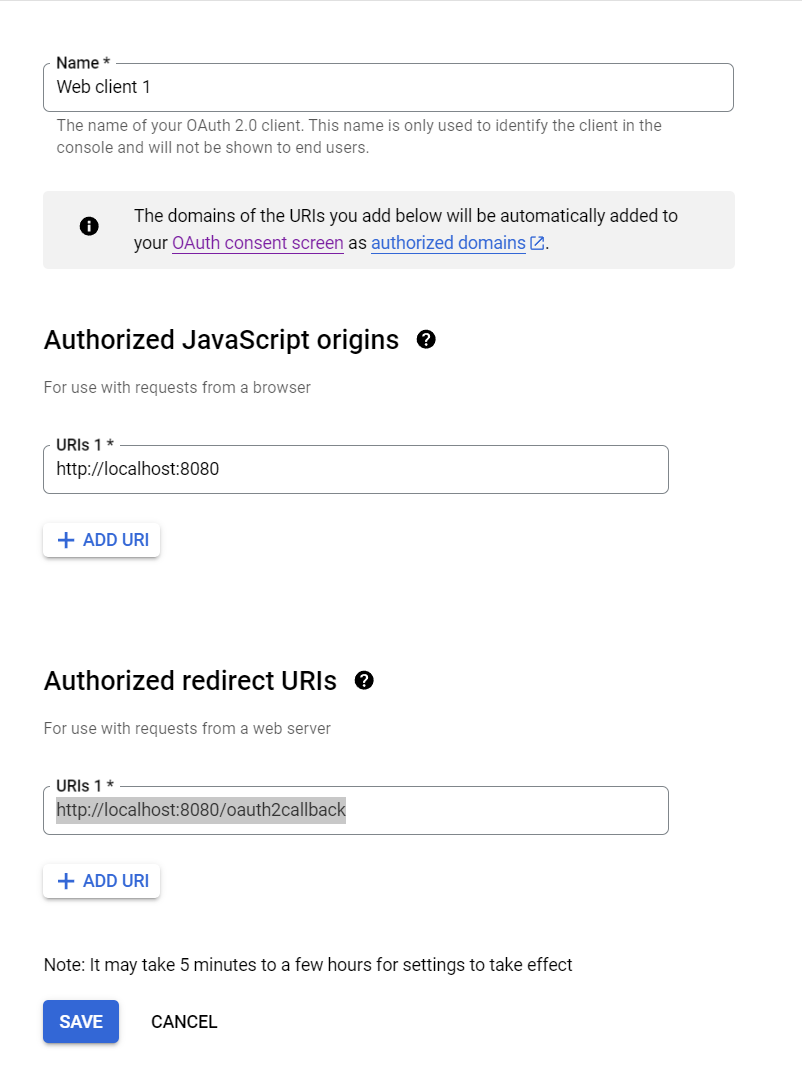 Name *
Web client 1
The name of your OAuth 2.0 client. This name is only used to identify the client in the
console and will not be shown to end users.
The domains of the URIs you add below will be automatically added to
your OAuth consent screen as authorized domains.
Authorized JavaScript origins
For use with requests from a browser
URIs 1 *
http://localhost:8080
ADD URI
Authorized redirect URIs
For use with requests from a web server
URIs 1 *
http://localhost:8080/oauth2callback
ADD URI
Note: It may take 5 minutes to a few hours for settings to take effect
SAVE CANCEL